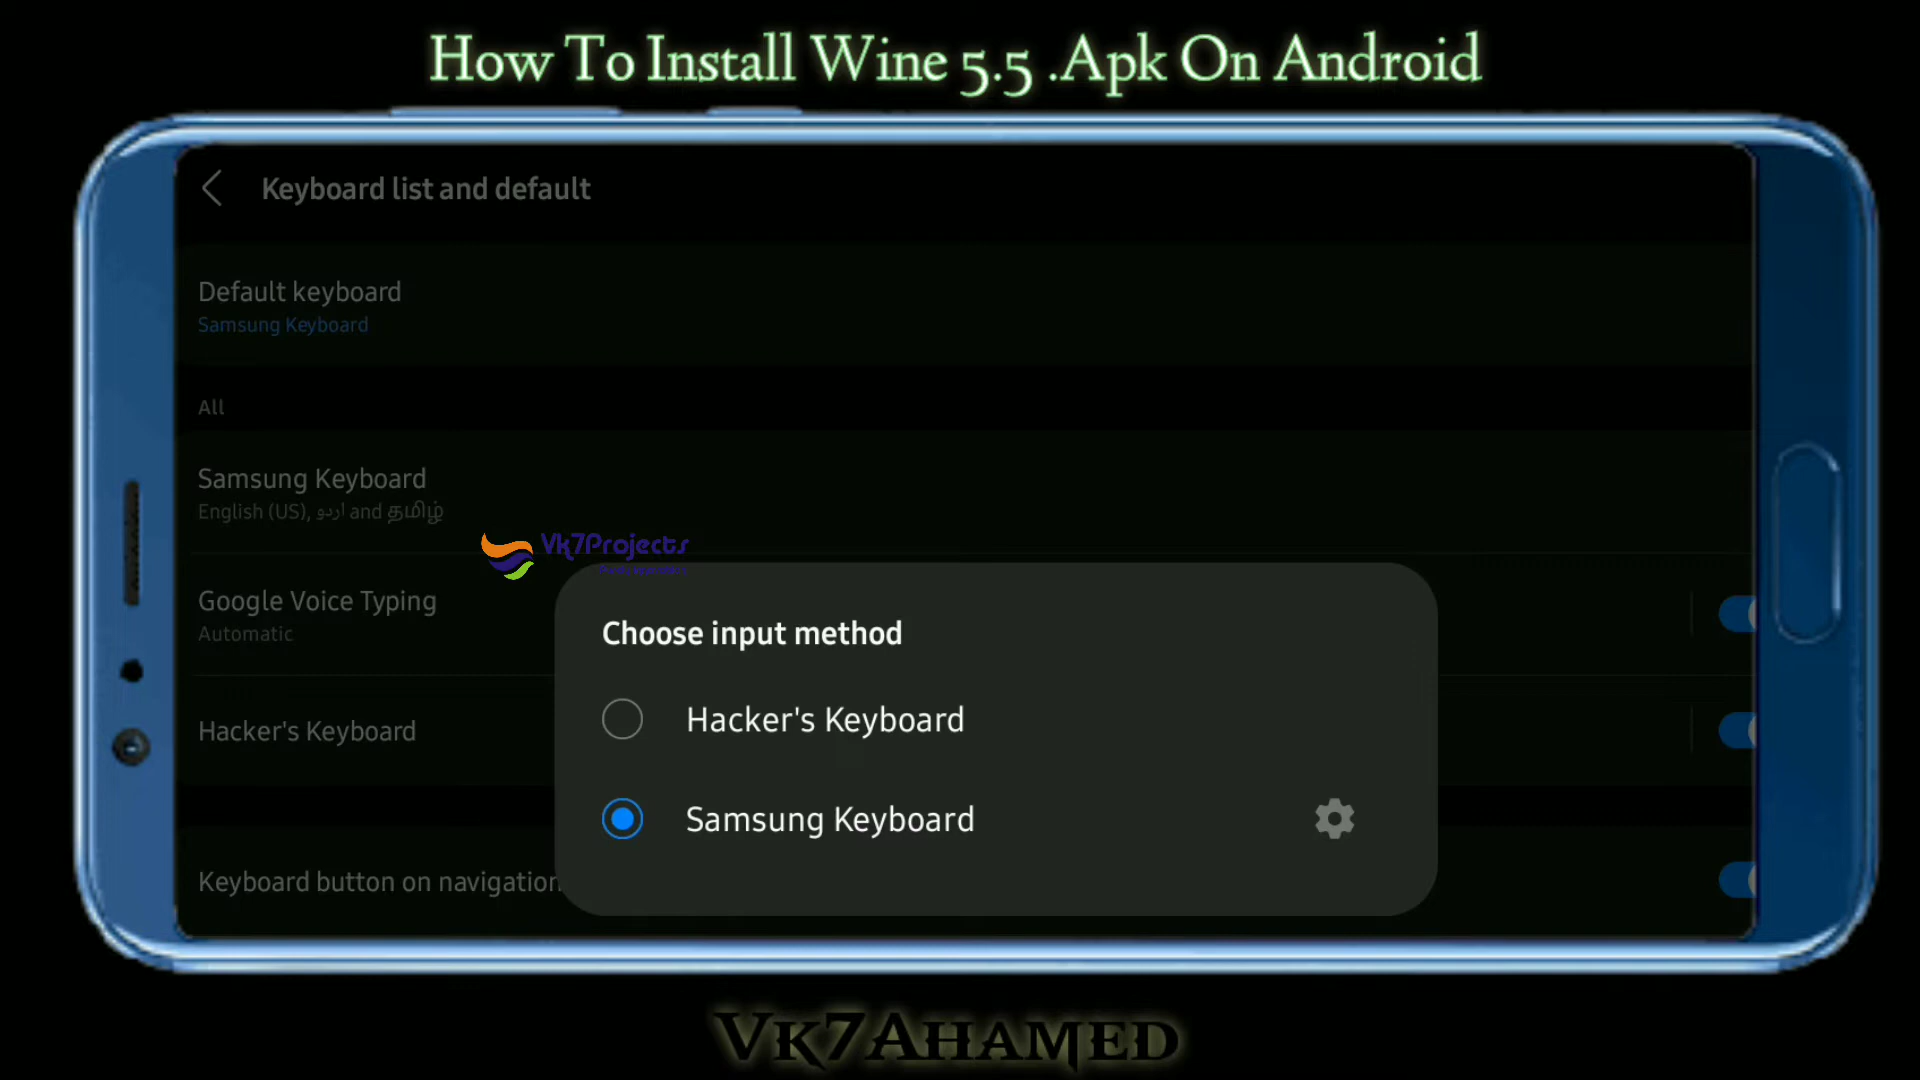 How To Install Wine 5.5 .Apk On Android
Keyboard list and default
Default keyboard
Samsung Keyboard
All
Samsung Keyboard
English (US), اردو and தமிழ்
Vk7Projects
Google Voice Typing
Automatic
Choose input method
Hacker's Keyboard
Hacker's Keyboard
Samsung Keyboard
Keyboard button on navigation
Vk7Ahamed